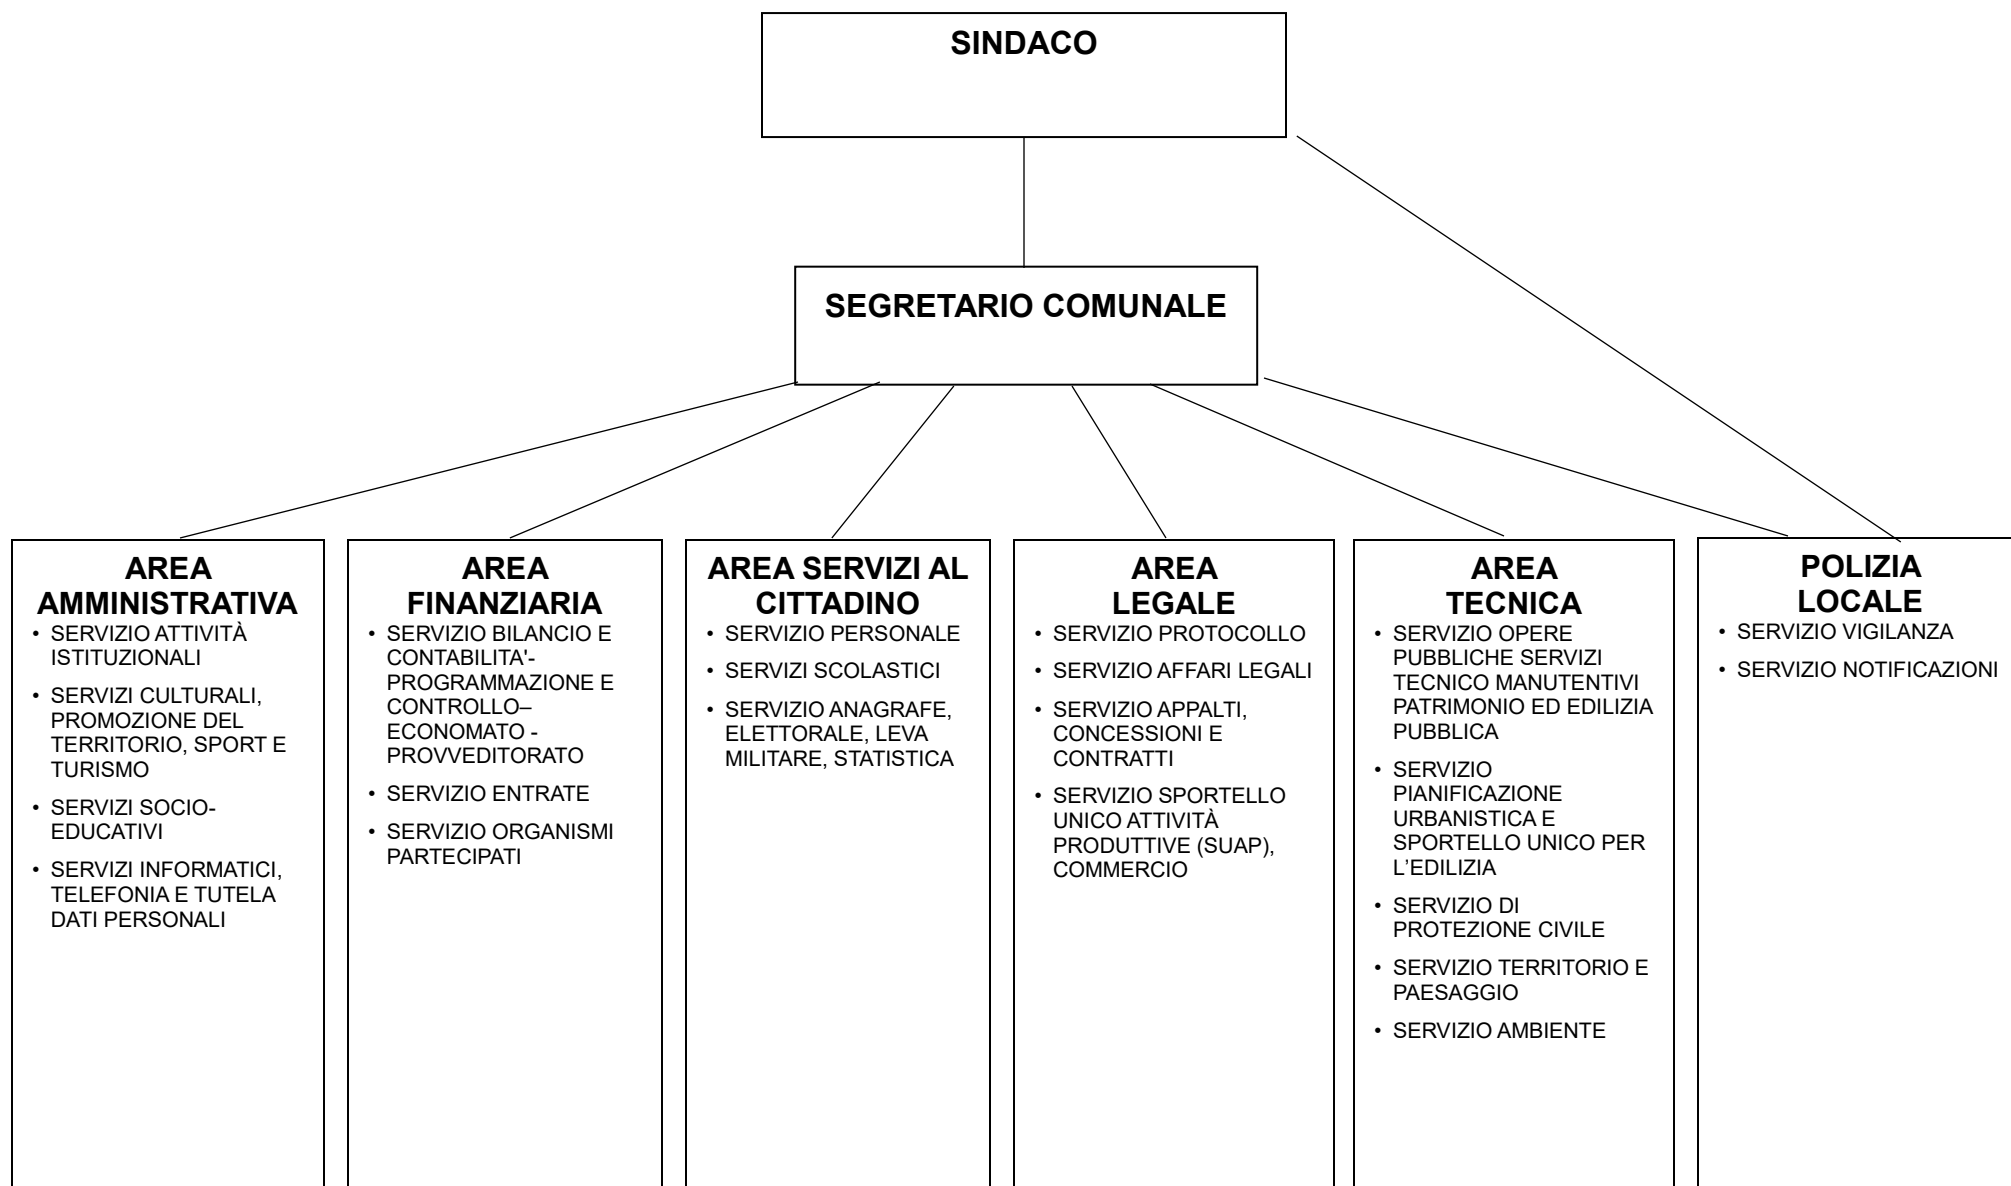 SINDACO
SEGRETARIO COMUNALE
AREA
AMMINISTRATIVA
• SERVIZIO ATTIVITÀ
ISTITUZIONALI
• SERVIZI CULTURALI,
PROMOZIONE DEL
TERRITORIO, SPORT E
TURISMO
• SERVIZI SOCIO-
EDUCATIVI
• SERVIZI INFORMATICI,
TELEFONIA E TUTELA
DATI PERSONALI
AREA
FINANZIARIA
• SERVIZIO BILANCIO E
CONTABILITA'-
PROGRAMMAZIONE E
CONTROLLO–
ECONOMATO -
PROVVEDITORATO
• SERVIZIO ENTRATE
• SERVIZIO ORGANISMI
PARTECIPATI
AREA SERVIZI AL
CITTADINO
• SERVIZIO PERSONALE
• SERVIZI SCOLASTICI
• SERVIZIO ANAGRAFE,
ELETTORALE, LEVA
MILITARE, STATISTICA
AREA
LEGALE
• SERVIZIO PROTOCOLLO
• SERVIZIO AFFARI LEGALI
• SERVIZIO APPALTI,
CONCESSIONI E
CONTRATTI
• SERVIZIO SPORTELLO
UNICO ATTIVITÀ
PRODUTTIVE (SUAP),
COMMERCIO
AREA
TECNICA
• SERVIZIO OPERE
PUBBLICHE SERVIZI
TECNICO MANUTENTIVI
PATRIMONIO ED EDILIZIA
PUBBLICA
• SERVIZIO
PIANIFICAZIONE
URBANISTICA E
SPORTELLO UNICO PER
L’EDILIZIA
• SERVIZIO DI
PROTEZIONE CIVILE
• SERVIZIO TERRITORIO E
PAESAGGIO
• SERVIZIO AMBIENTE
POLIZIA
LOCALE
• SERVIZIO VIGILANZA
• SERVIZIO NOTIFICAZIONI